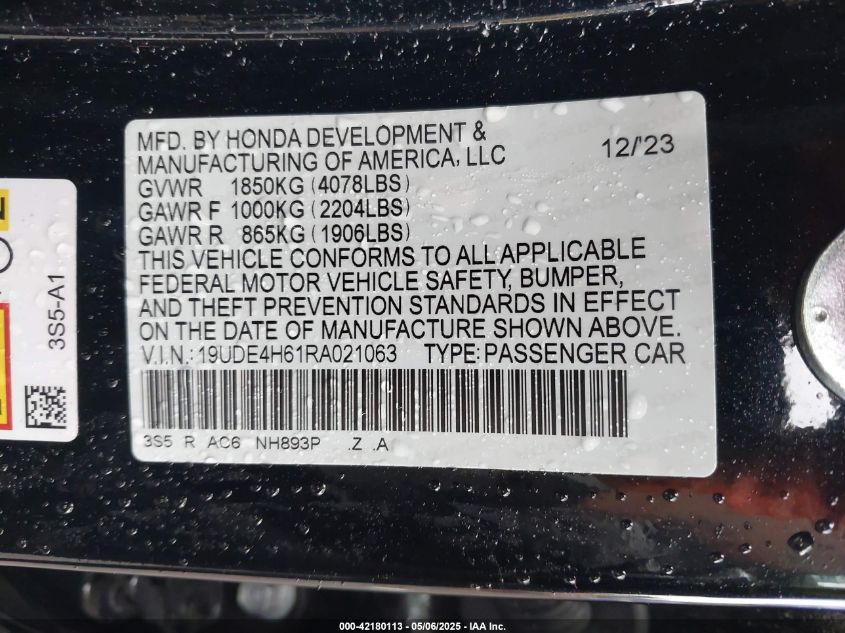 MFD. BY HONDA DEVELOPMENT &
MANUFACTURING OF AMERICA, LLC
12/'23
GVWR 1850KG (4078LBS)
GAWR F 1000KG (2204LBS)
GAWR R 865KG (1906LBS)
THIS VEHICLE CONFORMS TO ALL APPLICABLE
FEDERAL MOTOR VEHICLE SAFETY, BUMPER,
AND THEFT PREVENTION STANDARDS IN EFFECT
ON THE DATE OF MANUFACTURE SHOWN ABOVE.
V.I.N.: 19UDE4H61RA021063 TYPE: PASSENGER CAR
3S5 R AC6 NH893P .Z .A
3S5-A1
000-42180113 - 05/06/2025 - IAA Inc.